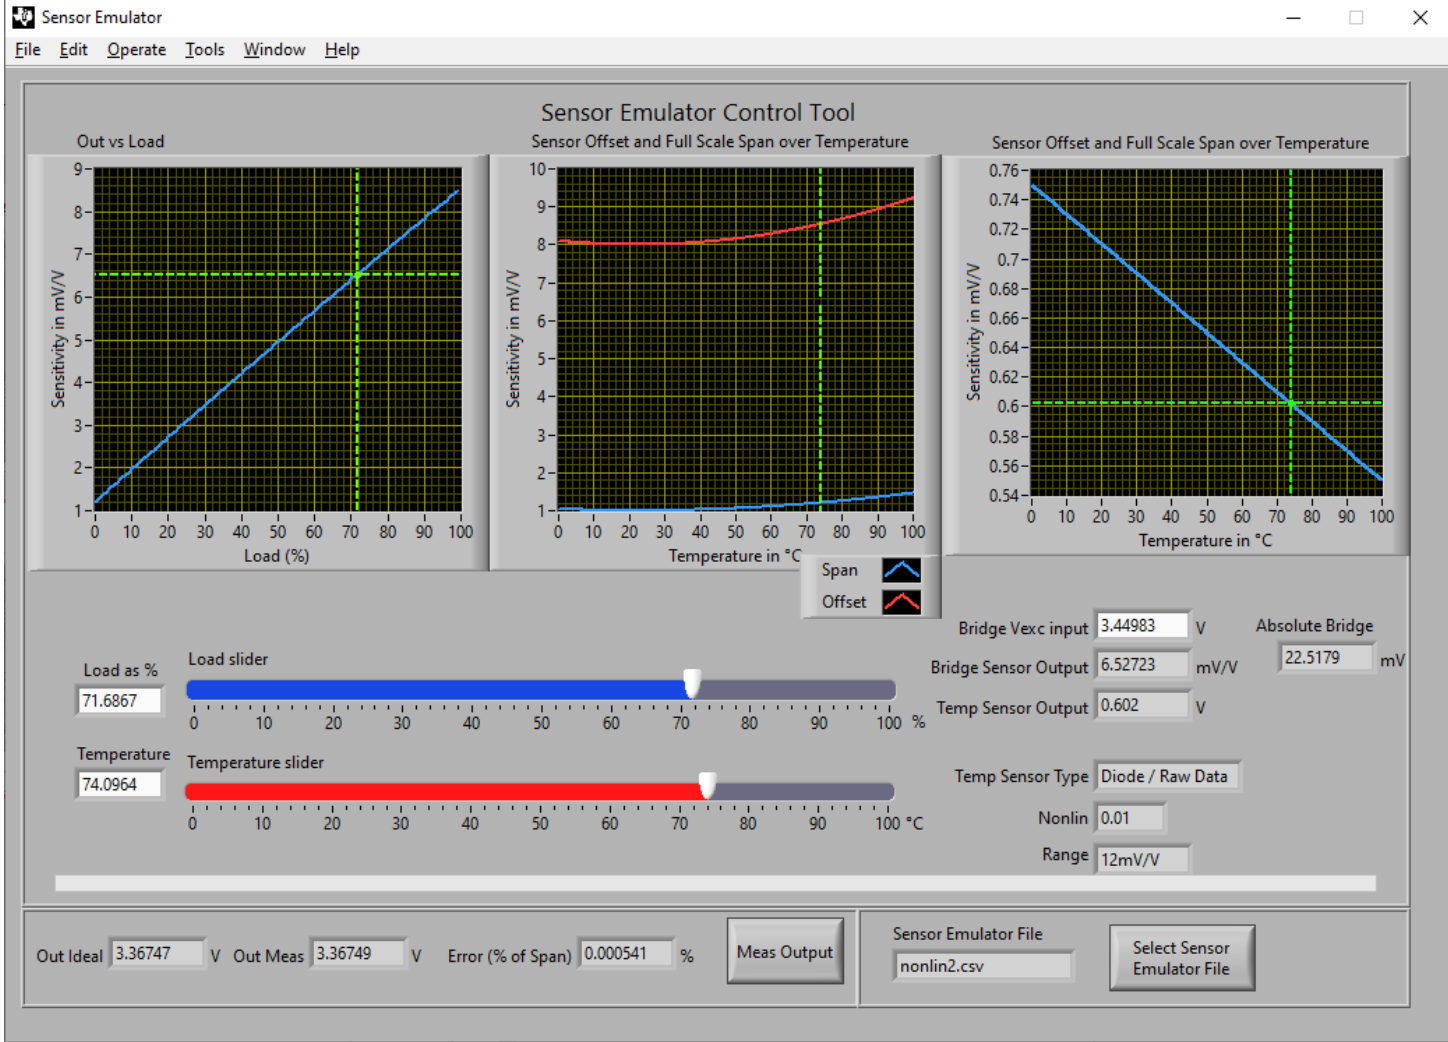 Sensor Emulator
File Edit Operate Tools Window Help
Sensor Emulator Control Tool
Out vs Load
Sensor Offset and Full Scale Span over Temperature
Sensor Offset and Full Scale Span over Temperature
Sensitivity in mV/V
9
8
7
6
5
4
3
2
1
0 10 20 30 40 50 60 70 80 90 100
Load (%)
Sensitivity in mV/V
10
9
8
7
6
5
4
3
2
1
0 10 20 30 40 50 60 70 80 90 100
Temperature in °C
Span
Offset
Sensitivity in mV/V
0.76
0.74
0.72
0.7
0.68
0.66
0.64
0.62
0.6
0.58
0.56
0.54
0 10 20 30 40 50 60 70 80 90 100
Temperature in °C
Load as %
71.6867
Load slider
0 10 20 30 40 50 60 70 80 90 100 %
Temperature
74.0964
Temperature slider
0 10 20 30 40 50 60 70 80 90 100 °C
Bridge Vexc input 3.44983 V
Absolute Bridge
22.5179 mV
Bridge Sensor Output 6.52723 mV/V
Temp Sensor Output 0.602 V
Temp Sensor Type Diode / Raw Data
Nonlin 0.01
Range 12mV/V
Out Ideal 3.36747 V Out Meas 3.36749 V Error (% of Span) 0.000541 %
Meas Output
Sensor Emulator File
nonlin2.csv
Select Sensor
Emulator File